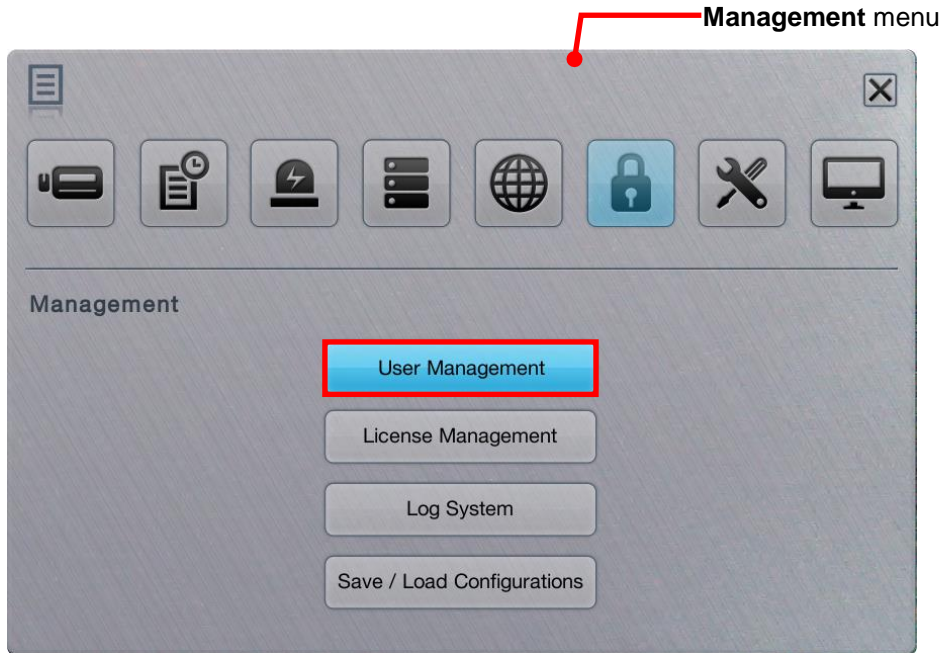 Management menu
Management
User Management
License Management
Log System
Save / Load Configurations